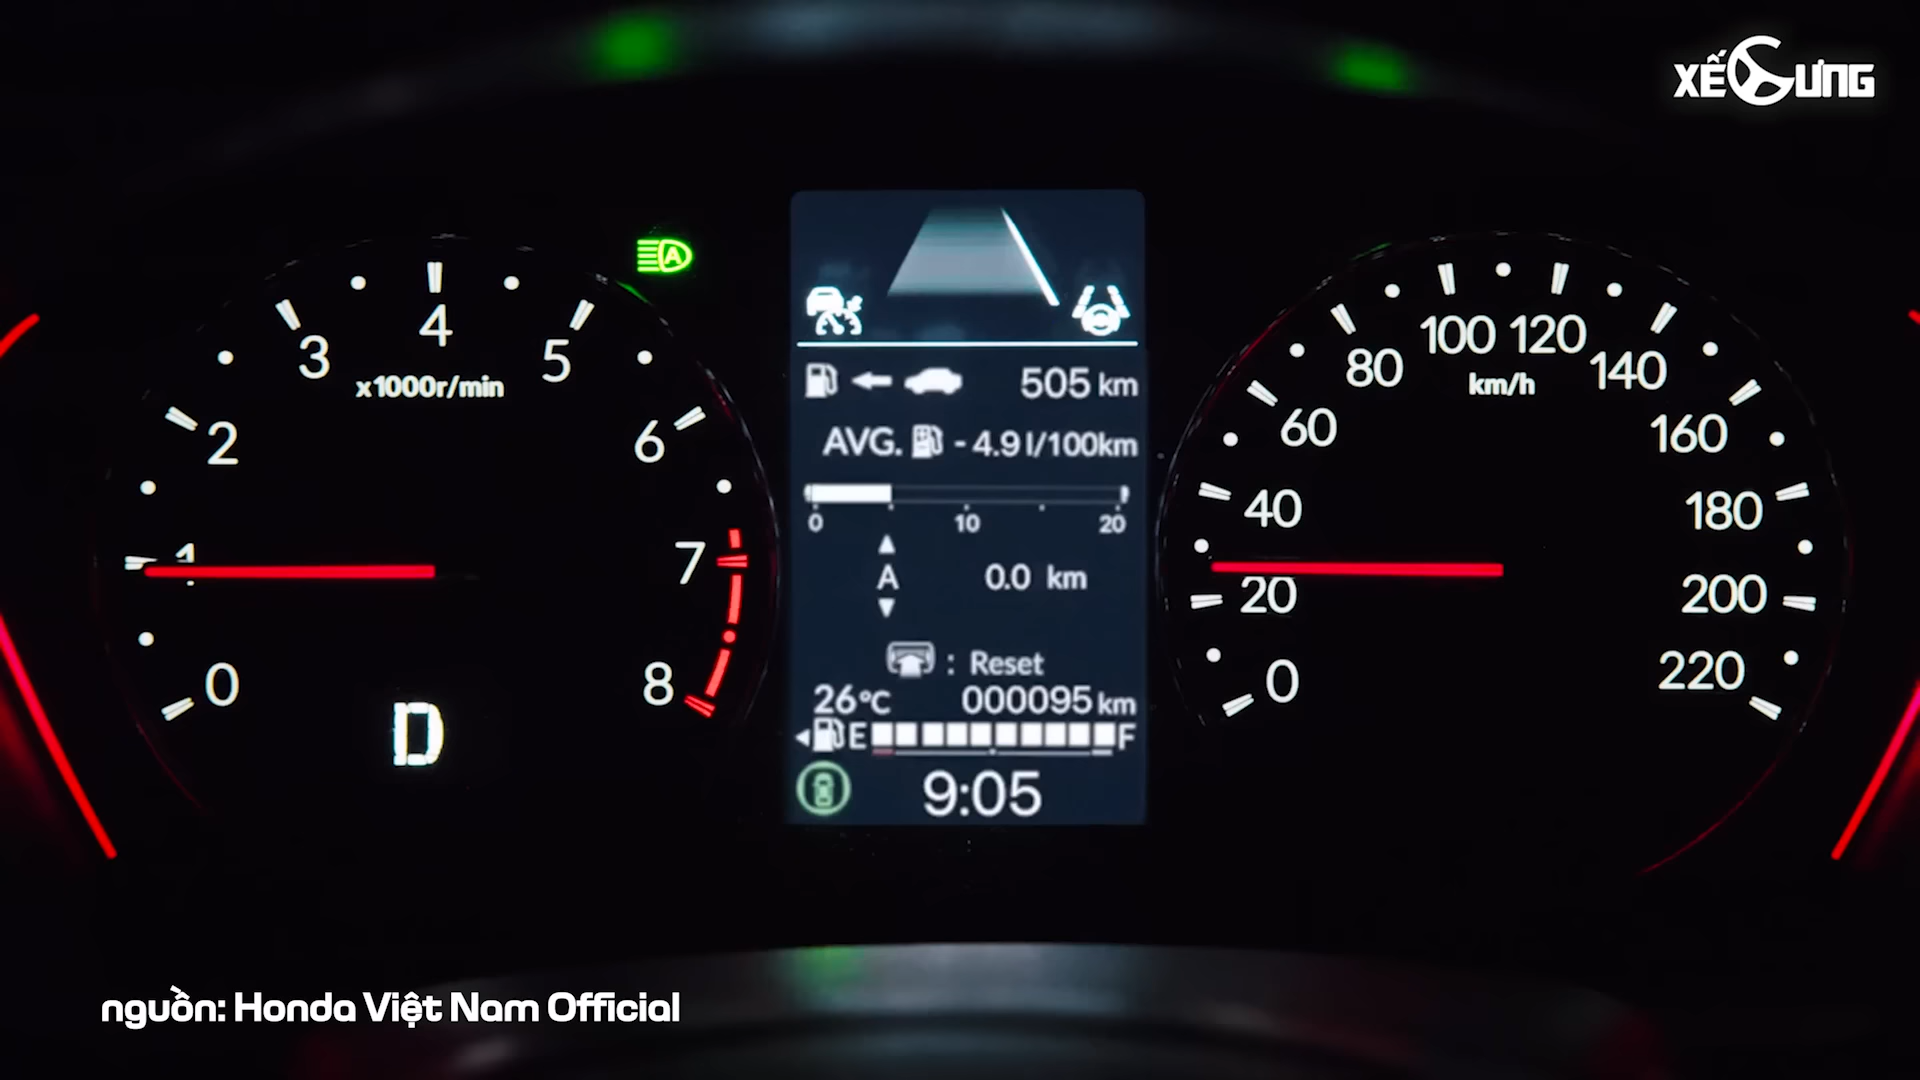 XẾ CƯNG
0
1
2
3
4
5
6
7
8
x1000r/min
D
A
505 km
AVG. - 4.9 l/100km
0 10 20
A 0.0 km
: Reset
26°C 000095 km
E F
9:05
0
20
40
60
80
100
120
140
160
180
200
220
km/h
nguồn: Honda Việt Nam Official